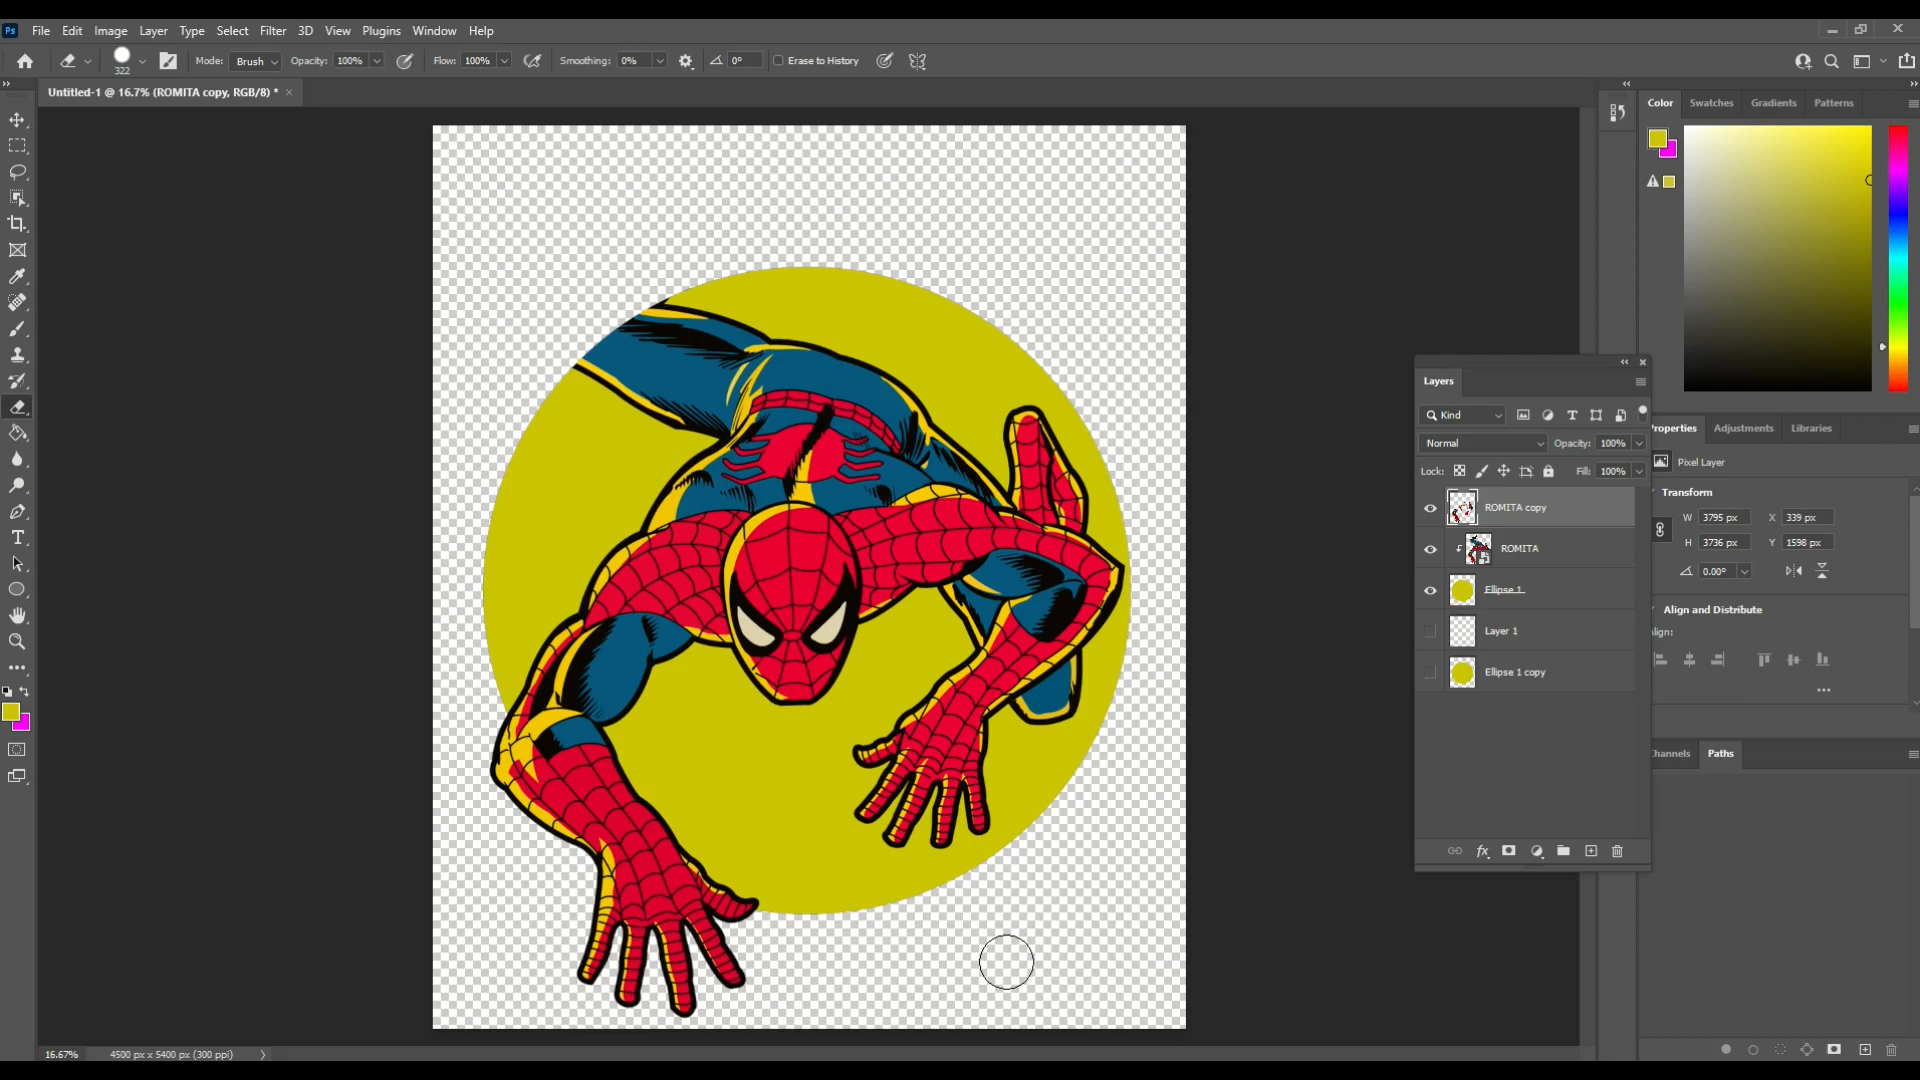 Ps File Edit Image Layer Type Select Filter 3D View Plugins Window Help
322 Mode: Brush Opacity: 100% Flow: 100% Smoothing: 0% 0° Erase to History
Untitled-1 @ 16.7% (ROMITA copy, RGB/8) * ×
Color Swatches Gradients Patterns
Layers
Kind
Normal Opacity: 100%
Lock: Fill: 100%
ROMITA copy
ROMITA
Ellipse 1
Layer 1
Ellipse 1 copy
fx
Properties Adjustments Libraries
Pixel Layer
Transform
W 3795 px X 339 px
H 3736 px Y 1598 px
0.00°
Align and Distribute
Align:
Channels Paths
16.67% 4500 px x 5400 px (300 ppi)